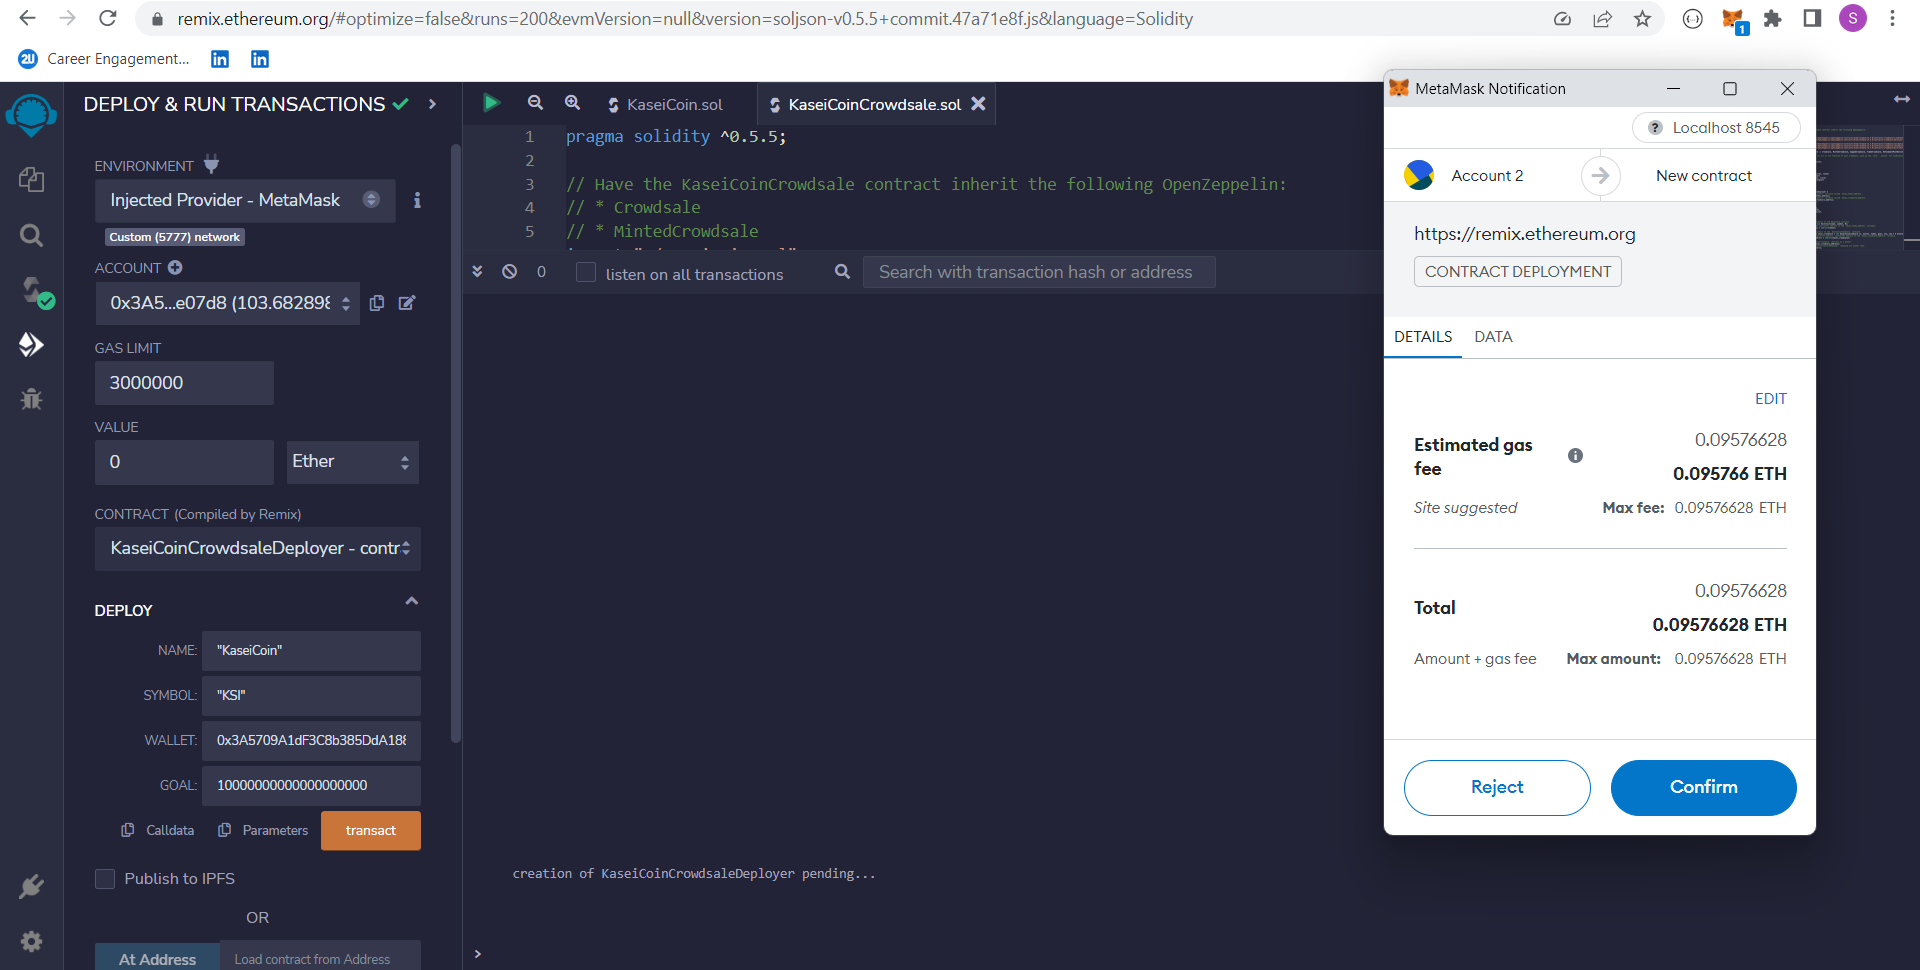 remix.ethereum.org/#optimize=false&runs=200&evmVersion=null&version=soljson-v0.5.5+commit.47a71e8f.js&language=Solidity
1
S
2U Career Engagement...
in
in
DEPLOY & RUN TRANSACTIONS
ENVIRONMENT
Injected Provider - MetaMask
i
Custom (5777) network
ACCOUNT
0x3A5...e07d8 (103.682898
GAS LIMIT
3000000
VALUE
0
Ether
CONTRACT (Compiled by Remix)
KaseiCoinCrowdsaleDeployer - contr
DEPLOY
NAME: "KaseiCoin"
SYMBOL: "KSI"
WALLET: 0x3A5709A1dF3C8b385DdA188
GOAL: 10000000000000000000
Calldata Parameters transact
Publish to IPFS
OR
At Address Load contract from Address
KaseiCoin.sol KaseiCoinCrowdsale.sol
1 pragma solidity ^0.5.5;
2
3 // Have the KaseiCoinCrowdsale contract inherit the following OpenZeppelin:
4 // * Crowdsale
5 // * MintedCrowdsale
0 listen on all transactions Search with transaction hash or address
creation of KaseiCoinCrowdsaleDeployer pending...
>
MetaMask Notification
? Localhost 8545
Account 2 New contract
https://remix.ethereum.org
CONTRACT DEPLOYMENT
DETAILS DATA
EDIT
Estimated gas fee
0.09576628
0.095766 ETH
Site suggested Max fee: 0.09576628 ETH
0.09576628
Total
0.09576628 ETH
Amount + gas fee Max amount: 0.09576628 ETH
Reject Confirm